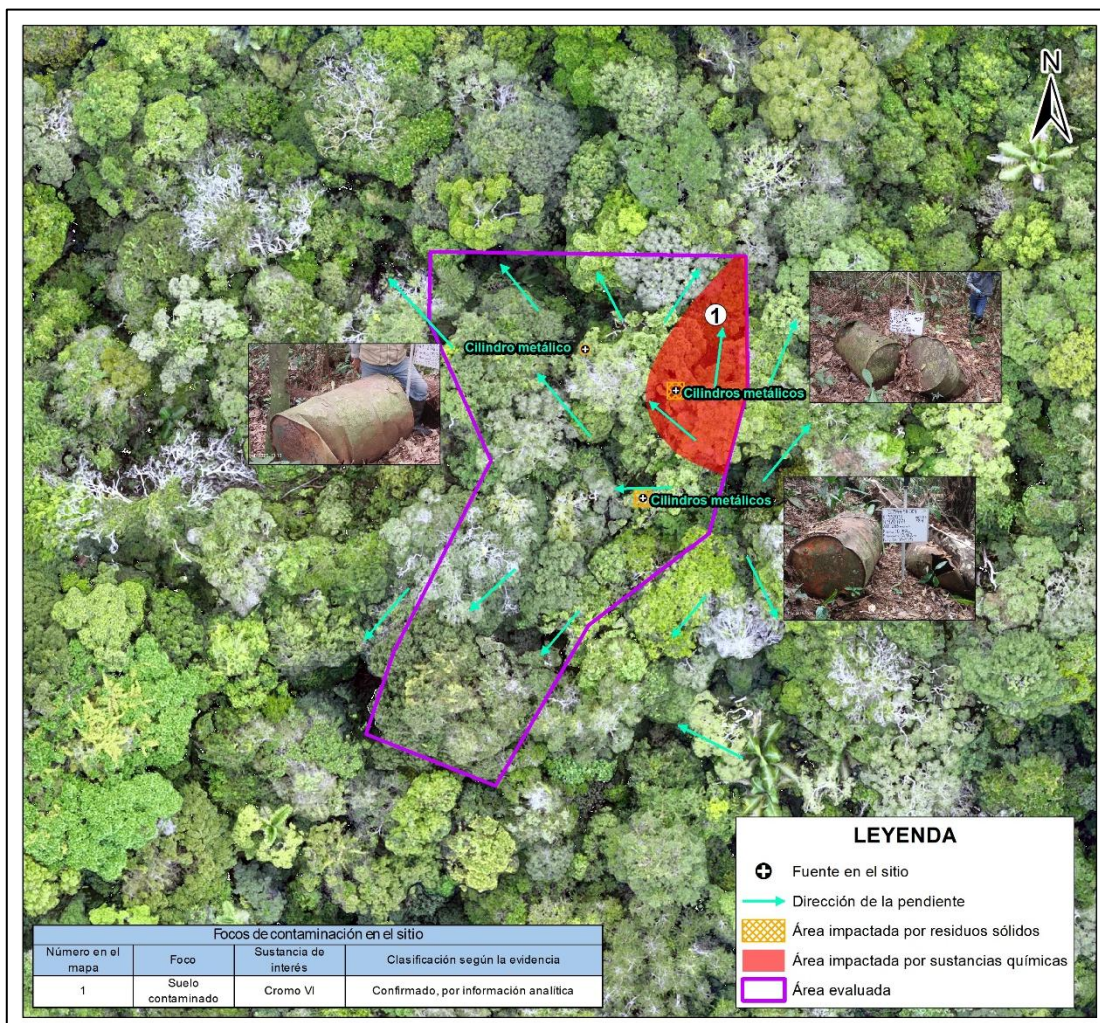 N
1
Cilindro metálico
Cilindros metálicos
Cilindros metálicos
LEYENDA
Fuente en el sitio
Dirección de la pendiente
Área impactada por residuos sólidos
Área impactada por sustancias químicas
Área evaluada
Focos de contaminación en el sitio
Número en el mapa
Foco
Sustancia de interés
Clasificación según la evidencia
1
Suelo contaminado
Cromo VI
Confirmado, por información analítica